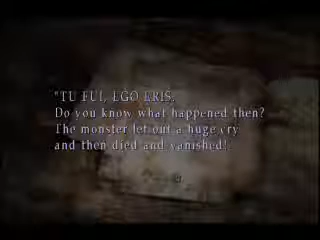 "TU FUI, EGO ERIS.
Do you know what happened then?
The monster let out a huge cry
and then died and vanished!